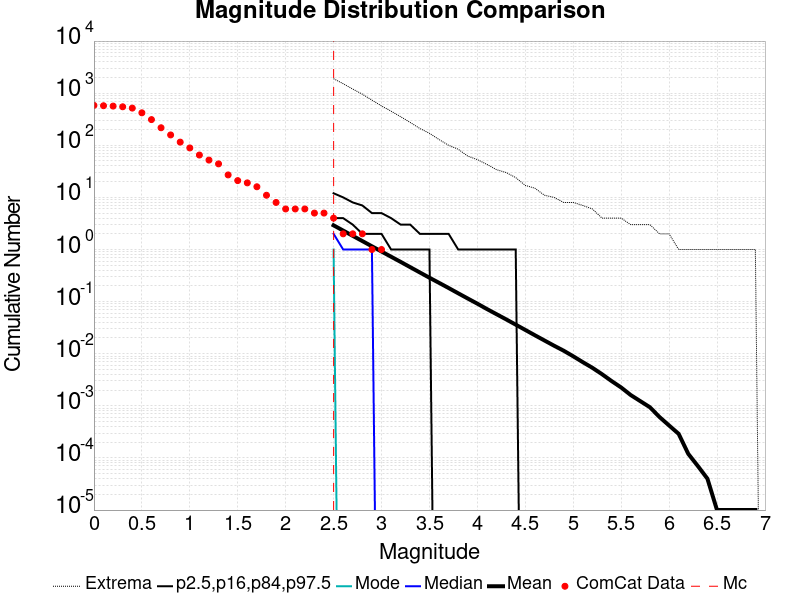 Magnitude Distribution Comparison
10^4
10^3
10^2
10^1
10^0
10^-1
10^-2
10^-3
10^-4
10^-5
Cumulative Number
0 0.5 1 1.5 2 2.5 3 3.5 4 4.5 5 5.5 6 6.5 7
Magnitude
Extrema p2.5,p16,p84,p97.5 Mode Median Mean ComCat Data Mc